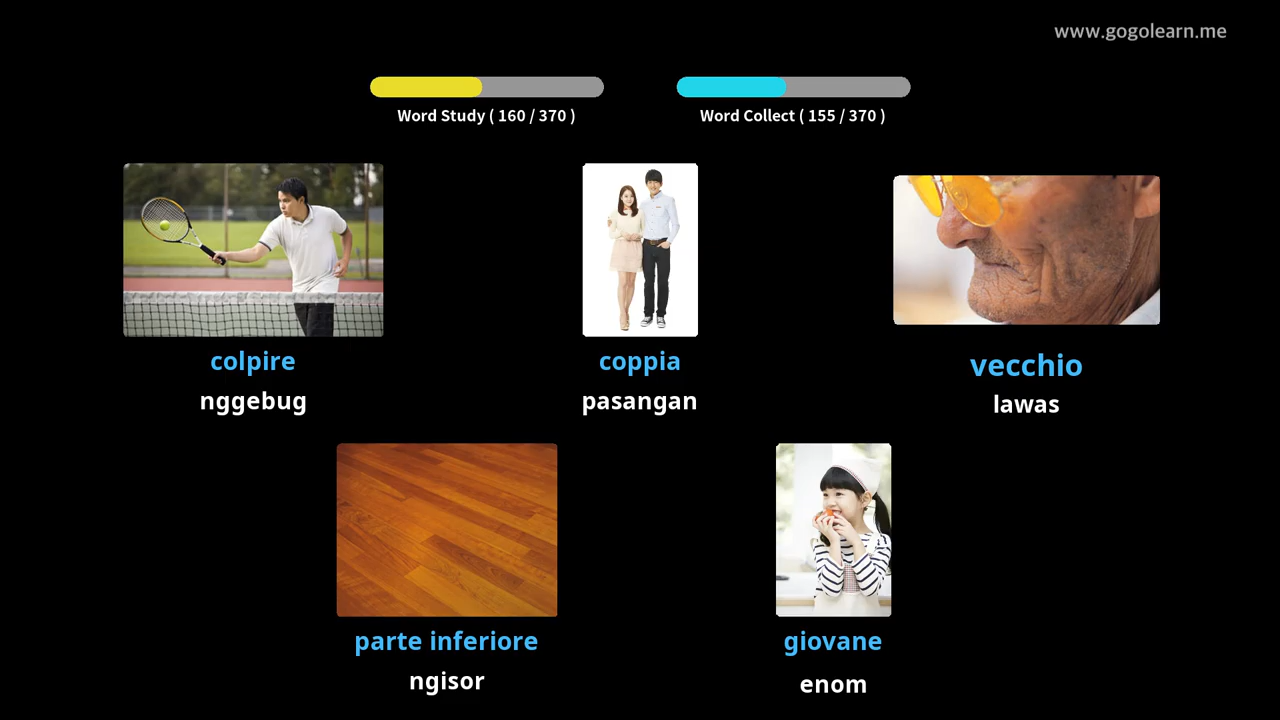 www.gogolearn.me
Word Study ( 160 / 370 )
Word Collect ( 155 / 370 )
colpire
nggebug
coppia
pasangan
vecchio
lawas
parte inferiore
ngisor
giovane
enom